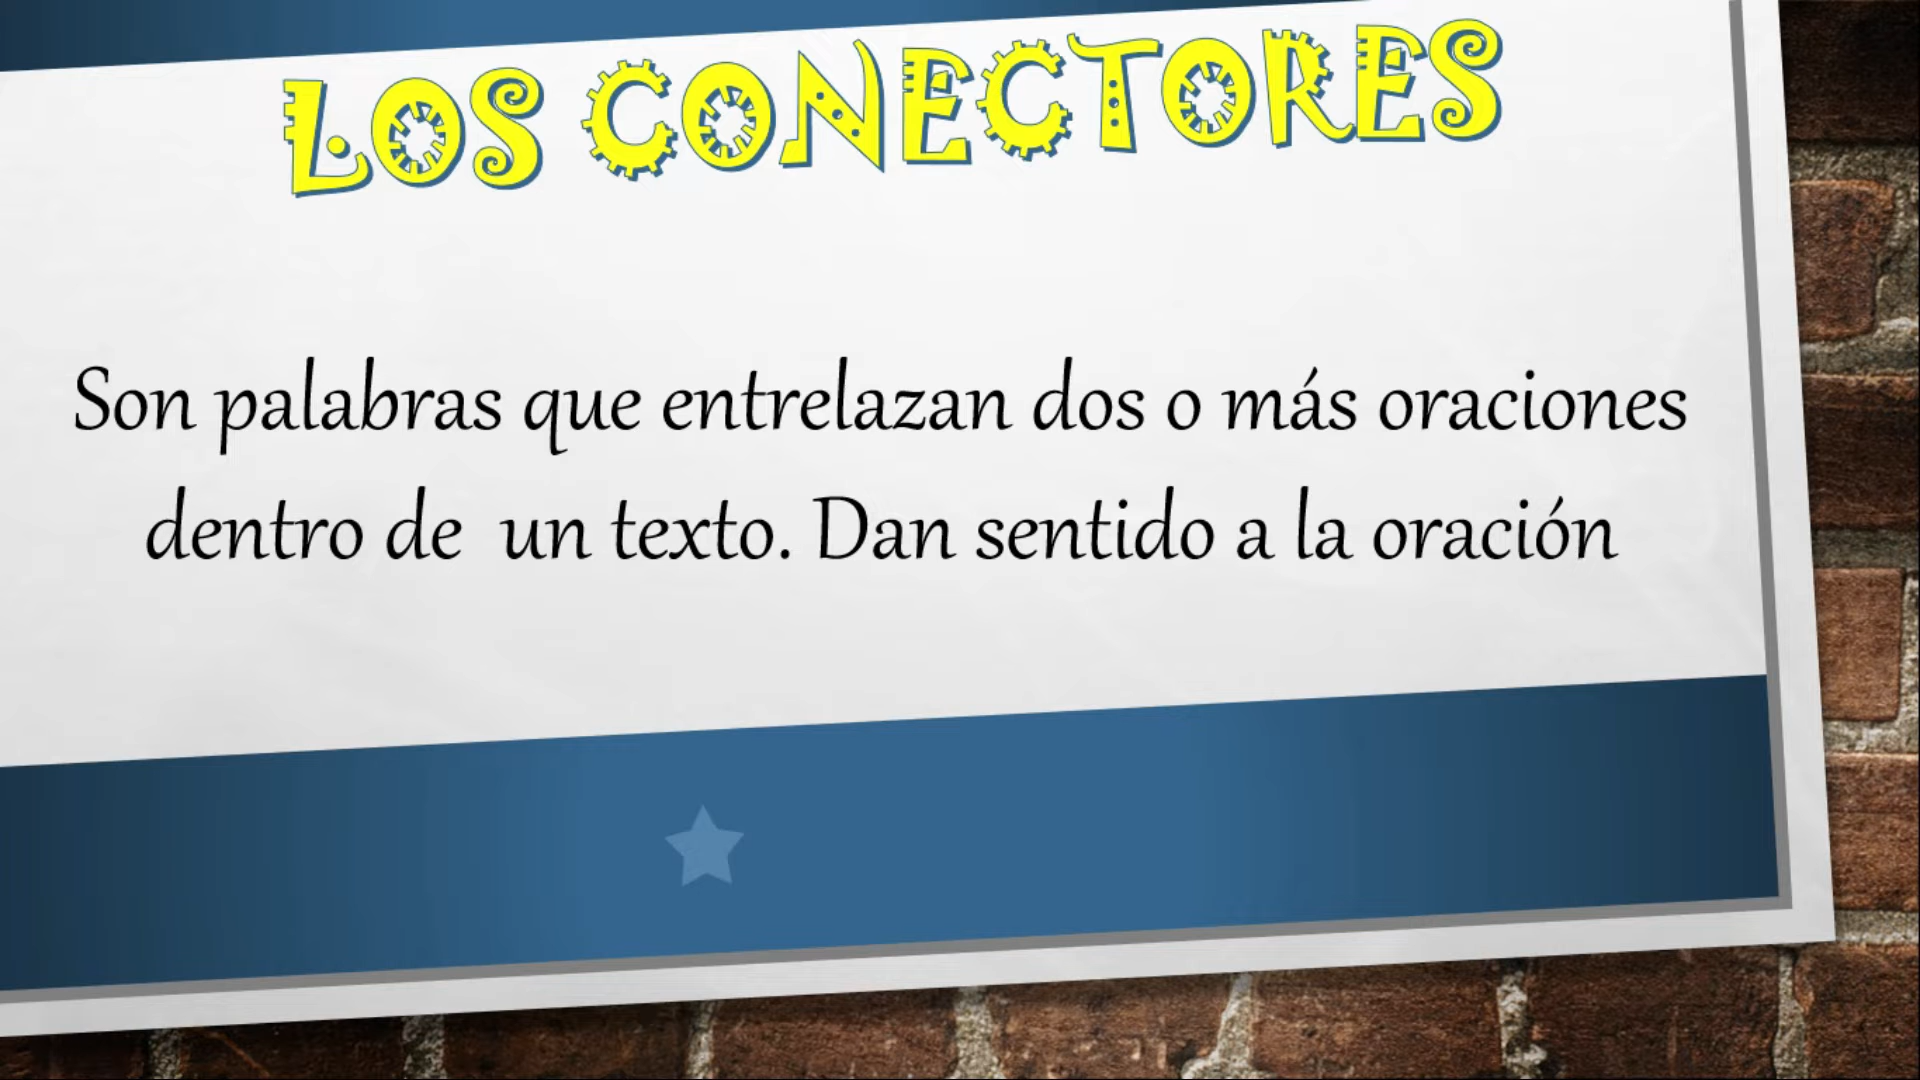 LOS CONECTORES
Son palabras que entrelazan dos o más oraciones
dentro de un texto. Dan sentido a la oración